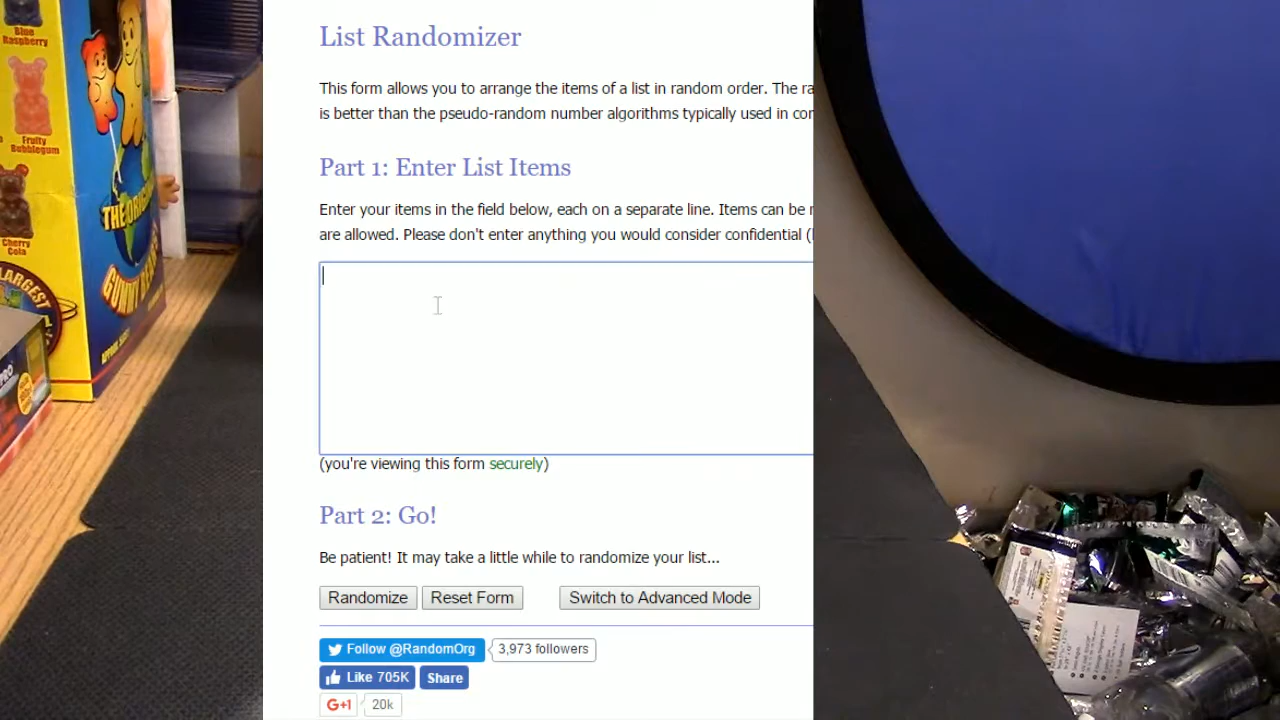 Blue
Raspberry
Fruity
Bubblegum
Cherry
Cola
LARGEST
PRO
THE ORIGINAL
GUMMY BEARS
List Randomizer
This form allows you to arrange the items of a list in random order. The ra
is better than the pseudo-random number algorithms typically used in cor
Part 1: Enter List Items
Enter your items in the field below, each on a separate line. Items can be r
are allowed. Please don't enter anything you would consider confidential (
(you're viewing this form securely)
Part 2: Go!
Be patient! It may take a little while to randomize your list...
Randomize Reset Form Switch to Advanced Mode
Follow @RandomOrg 3,973 followers
Like 705K Share
G+1 20k